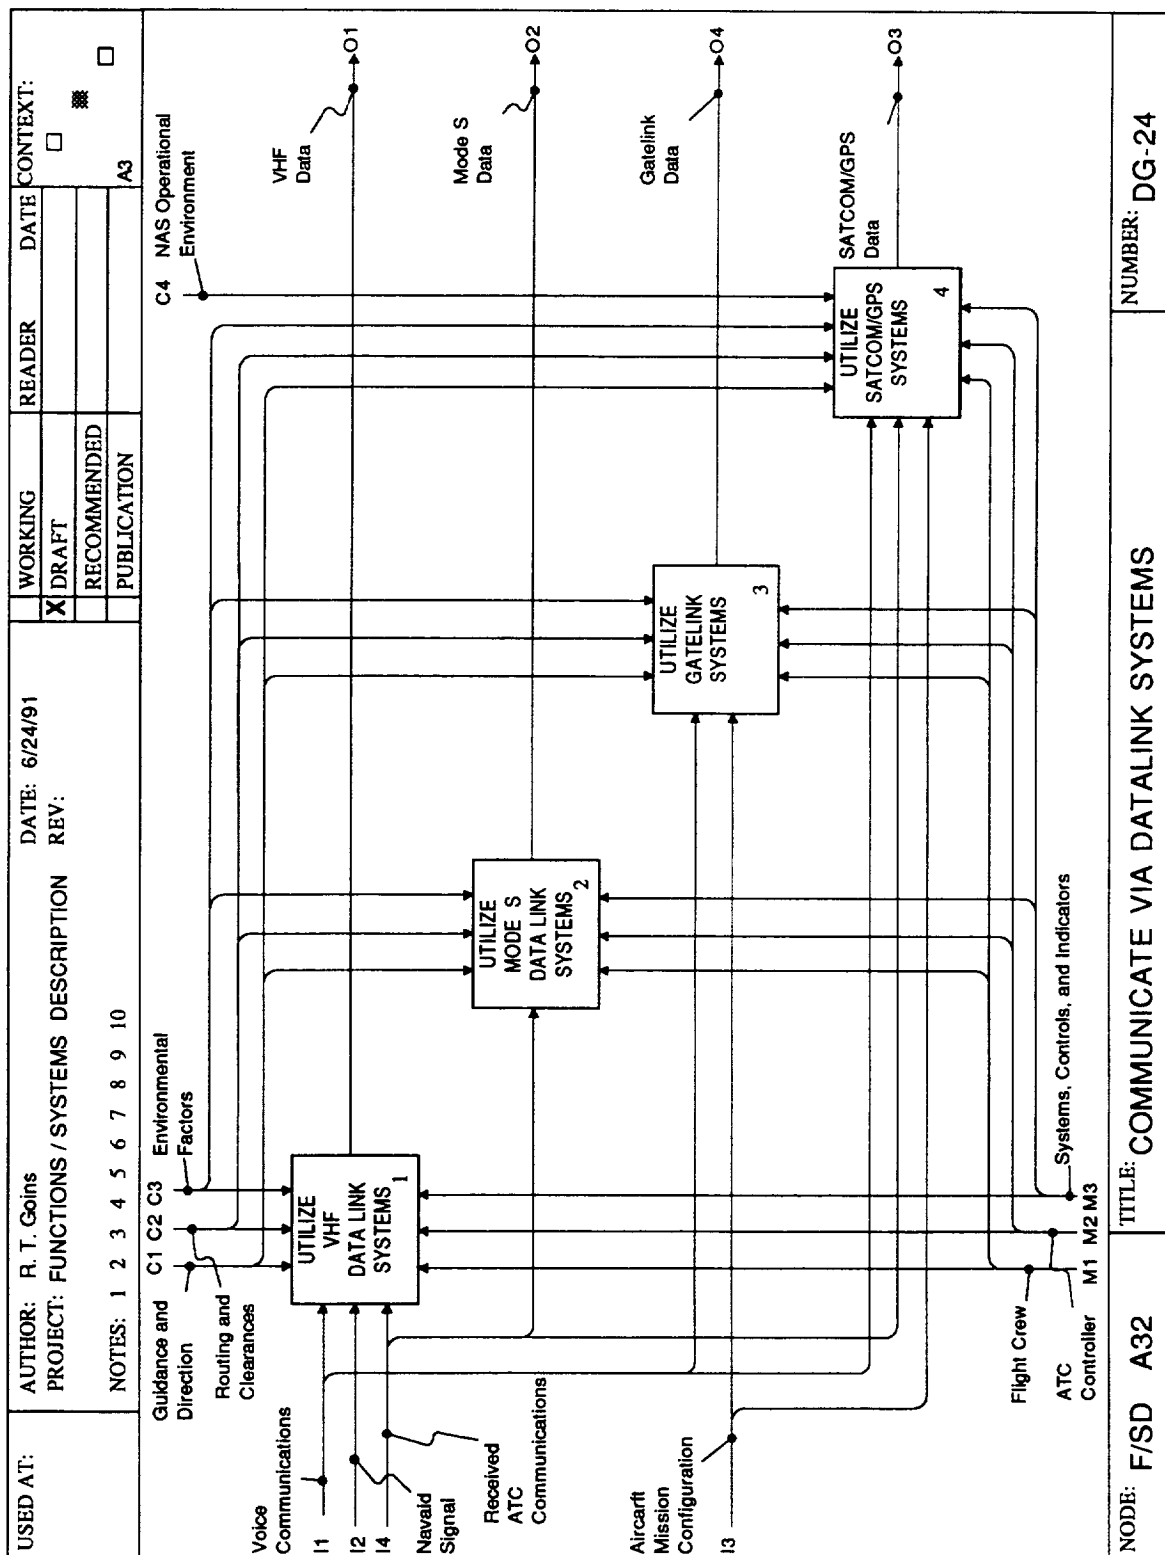 USED AT:
AUTHOR: R. T. Goins
DATE: 6/24/91
PROJECT: FUNCTIONS / SYSTEMS DESCRIPTION
REV:
NOTES: 1 2 3 4 5 6 7 8 9 10
WORKING
X DRAFT
RECOMMENDED
PUBLICATION
READER
DATE
CONTEXT:
A3
Guidance and
Direction
C1
C2
C3
Routing and
Clearances
Environmental
Factors
C4
NAS Operational
Environment
Voice
Communications
I1
I2
I4
Navaid
Signal
Received
ATC
Communications
Aircarft
Mission
Configuration
I3
UTILIZE
VHF
DATA LINK
SYSTEMS
1
UTILIZE
MODE S
DATA LINK
SYSTEMS
2
UTILIZE
GATELINK
SYSTEMS
3
UTILIZE
SATCOM/GPS
SYSTEMS
4
VHF
Data
O1
Mode S
Data
O2
Gatelink
Data
O4
SATCOM/GPS
Data
O3
Flight Crew
M1
M2
M3
ATC
Controller
Systems, Controls, and Indicators
NODE: F/SD A32
TITLE: COMMUNICATE VIA DATALINK SYSTEMS
NUMBER: DG-24